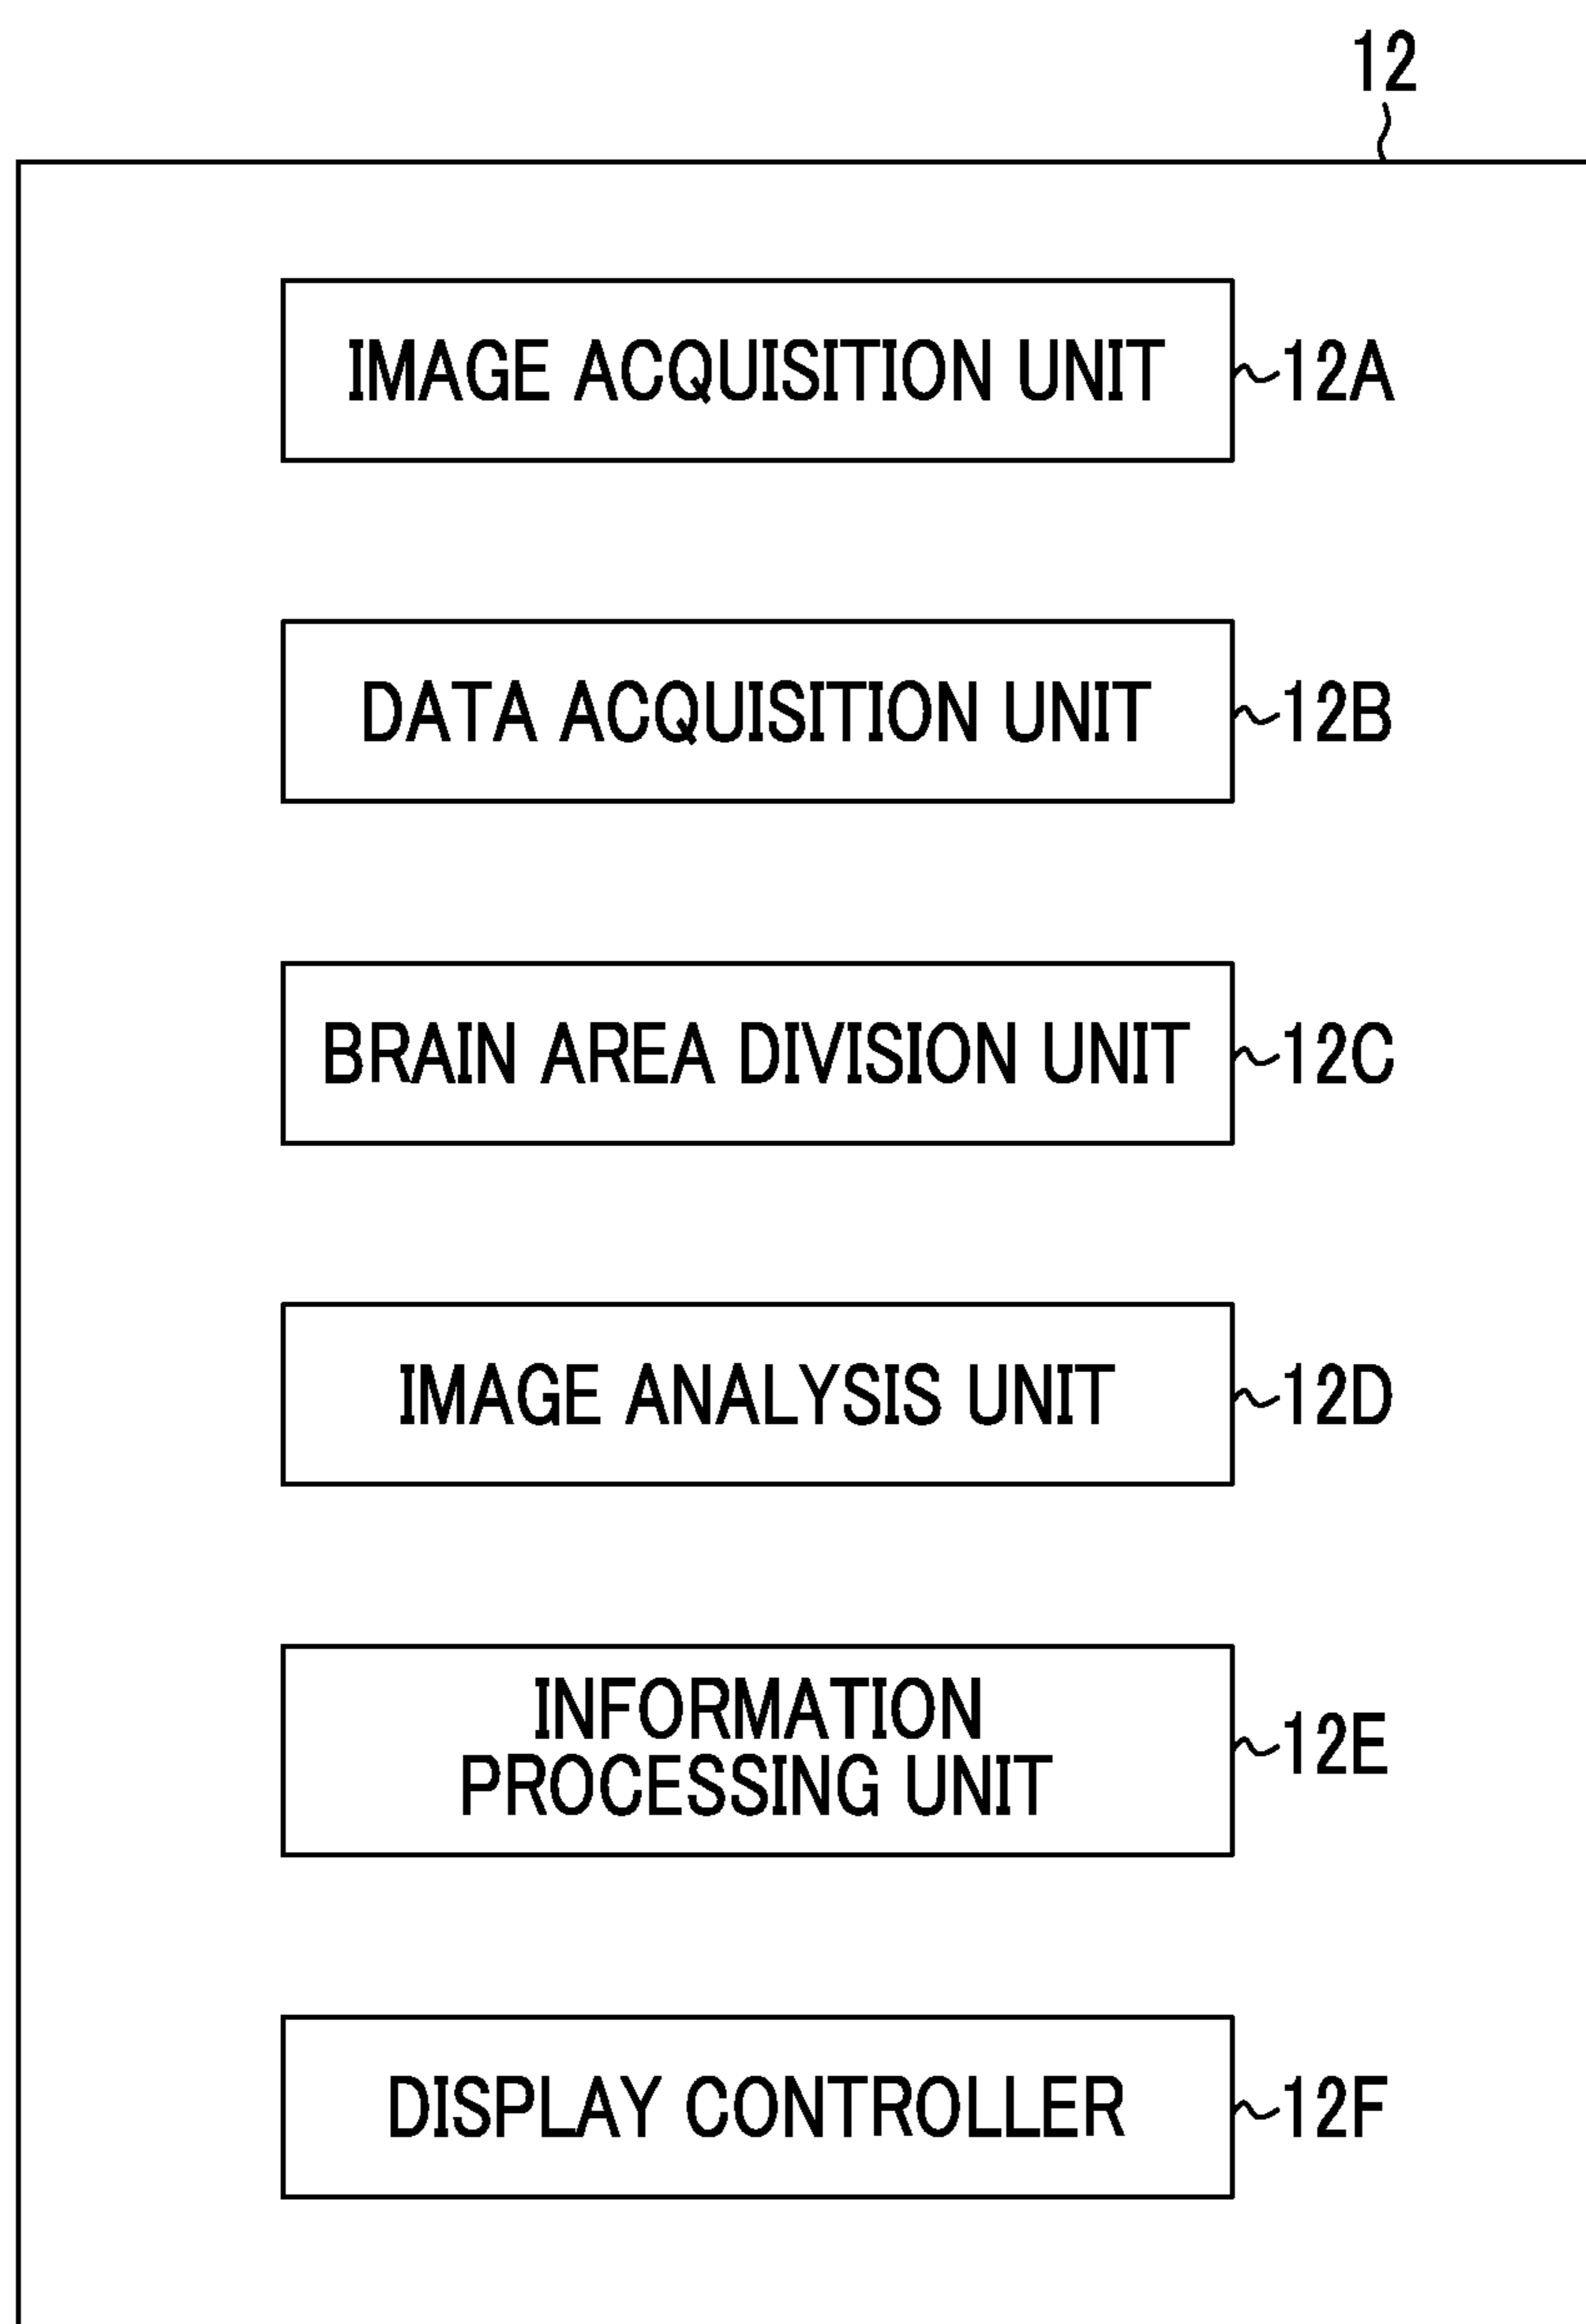 12
IMAGE ACQUISITION UNIT 12A
DATA ACQUISITION UNIT 12B
BRAIN AREA DIVISION UNIT 12C
IMAGE ANALYSIS UNIT 12D
INFORMATION
PROCESSING UNIT 12E
DISPLAY CONTROLLER 12F